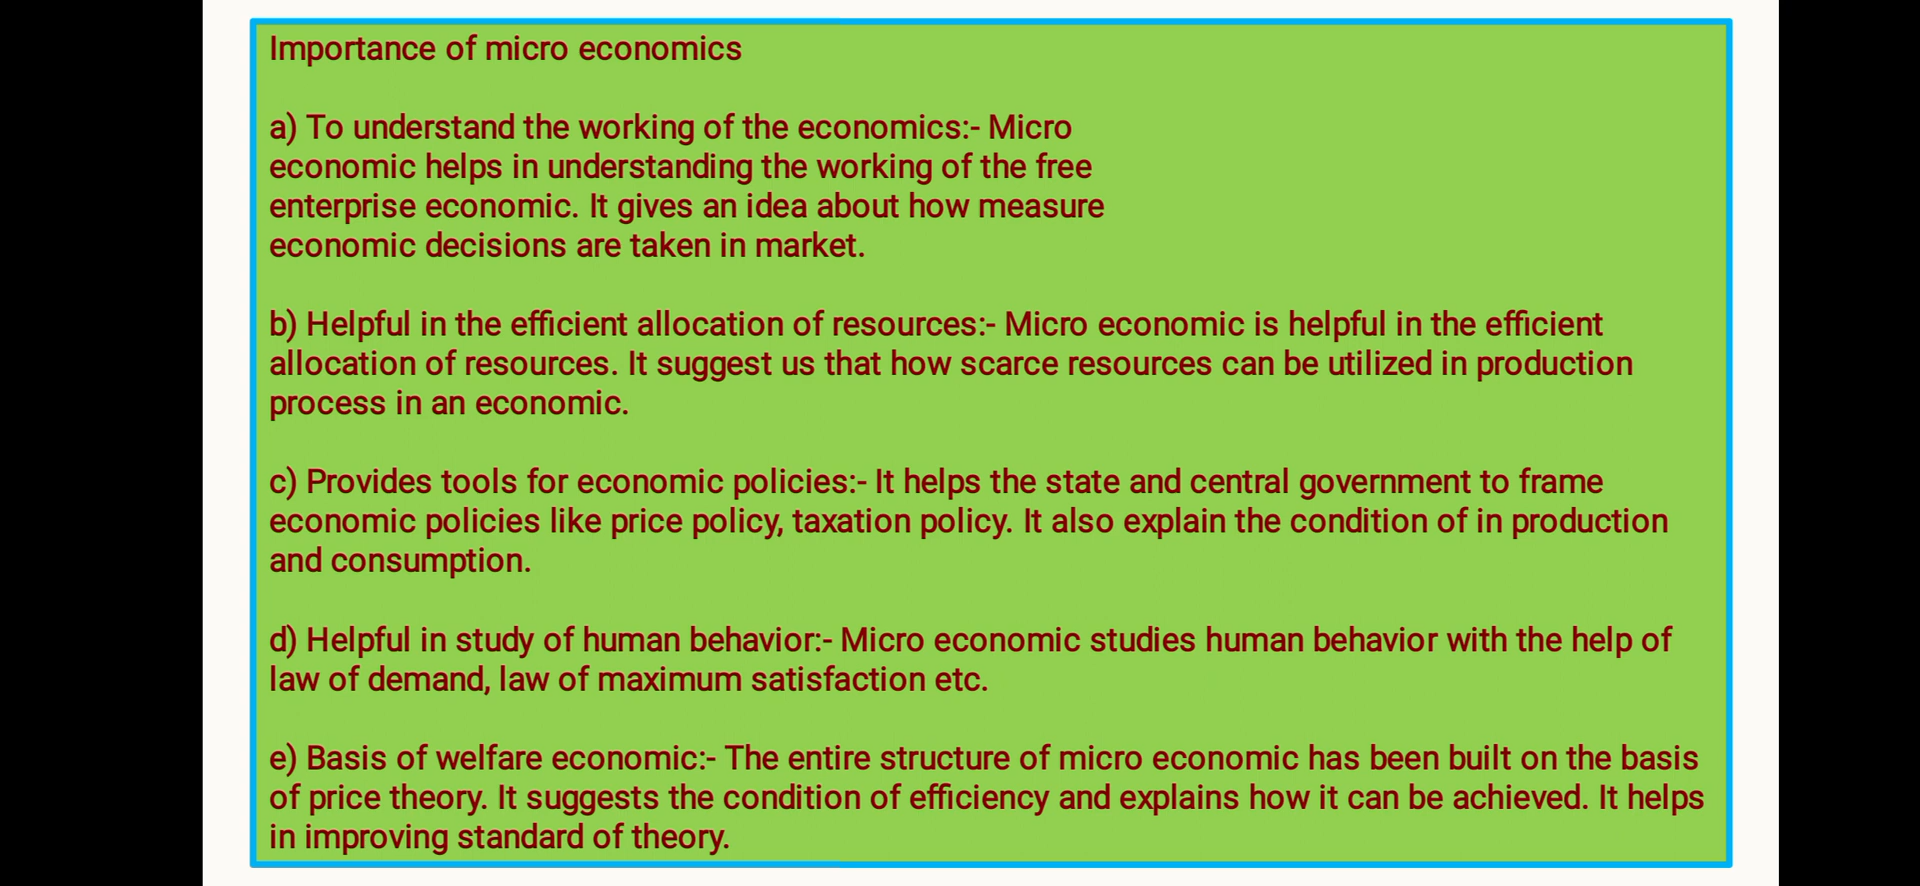 Importance of micro economics
a) To understand the working of the economics:- Micro
economic helps in understanding the working of the free
enterprise economic. It gives an idea about how measure
economic decisions are taken in market.
b) Helpful in the efficient allocation of resources:- Micro economic is helpful in the efficient
allocation of resources. It suggest us that how scarce resources can be utilized in production
process in an economic.
c) Provides tools for economic policies:- It helps the state and central government to frame
economic policies like price policy, taxation policy. It also explain the condition of in production
and consumption.
d) Helpful in study of human behavior:- Micro economic studies human behavior with the help of
law of demand, law of maximum satisfaction etc.
e) Basis of welfare economic:- The entire structure of micro economic has been built on the basis
of price theory. It suggests the condition of efficiency and explains how it can be achieved. It helps
in improving standard of theory.